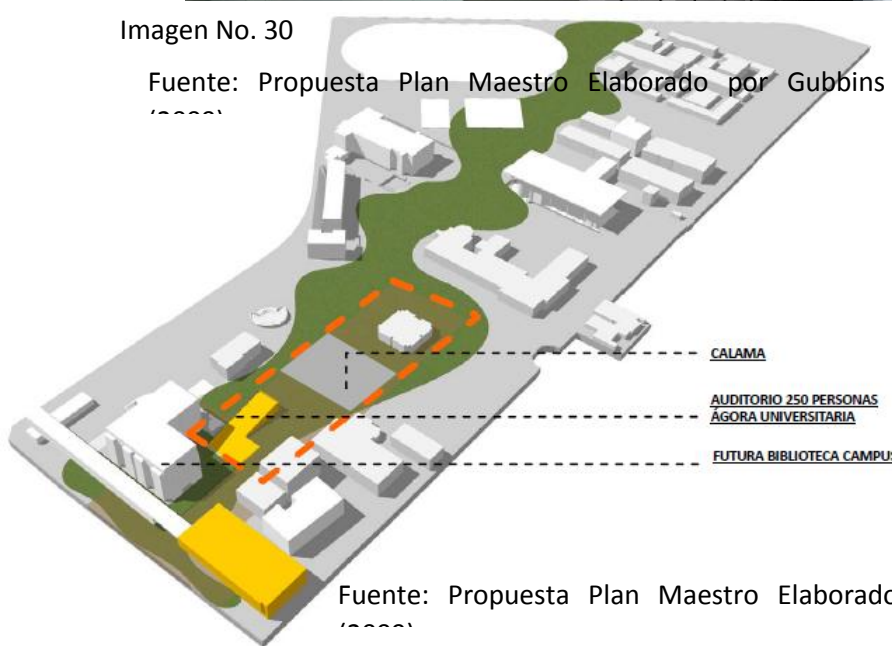 Imagen No. 30
Fuente: Propuesta Plan Maestro Elaborado por Gubbins
CALAMA
AUDITORIO 250 PERSONAS
ÁGORA UNIVERSITARIA
FUTURA BIBLIOTECA CAMPUS
Fuente: Propuesta Plan Maestro Elaborado